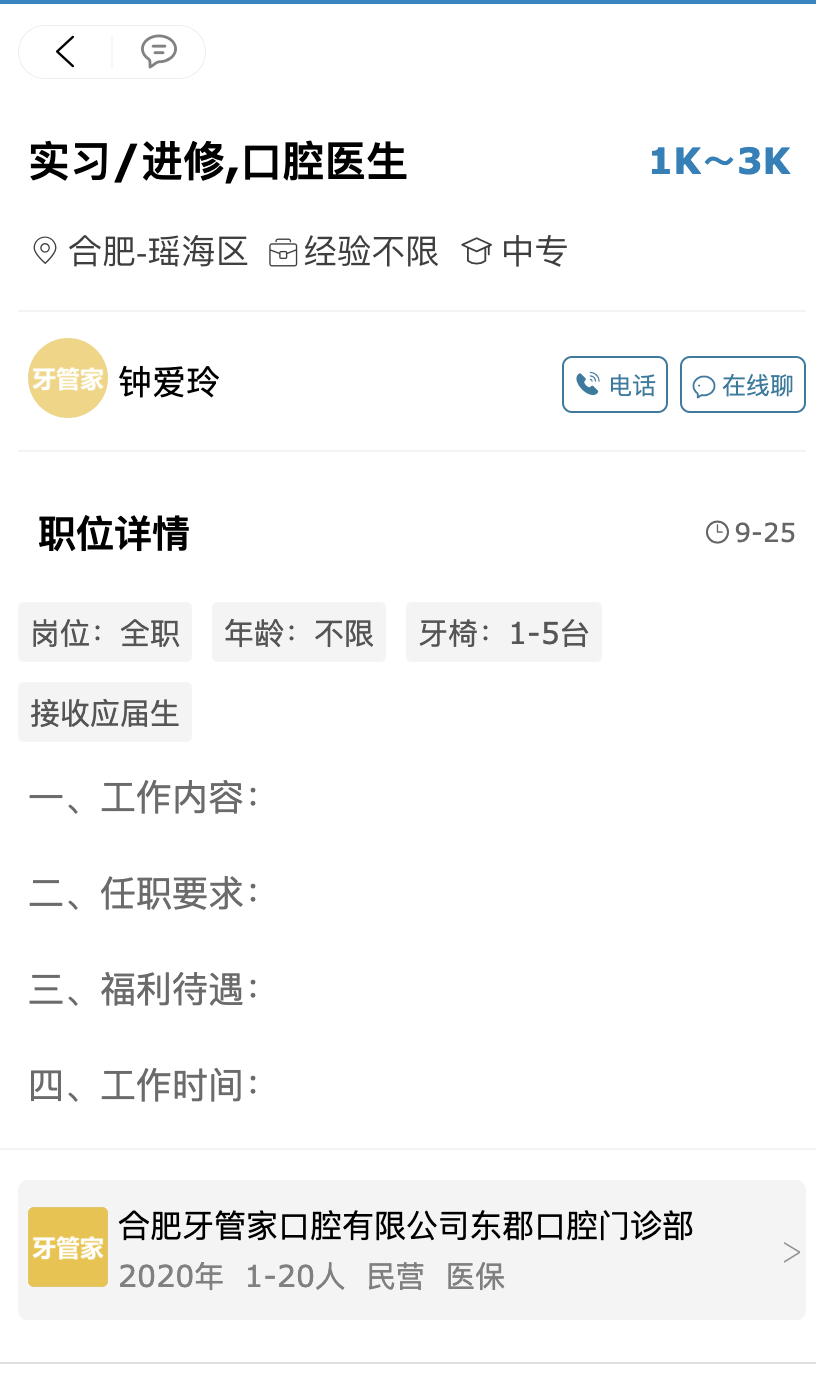 实习/进修,口腔医生 1K～3K
合肥-瑶海区 经验不限 中专
牙管家 钟爱玲 电话 在线聊
职位详情 9-25
岗位：全职 年龄：不限 牙椅：1-5台
接收应届生
一、工作内容：
二、任职要求：
三、福利待遇：
四、工作时间：
牙管家 合肥牙管家口腔有限公司东郡口腔门诊部
2020年 1-20人 民营 医保